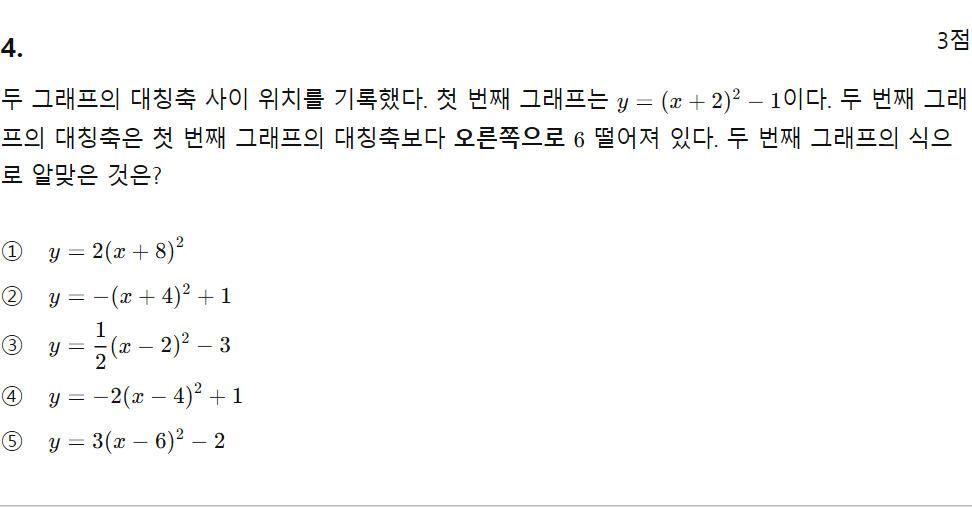 3점
4.
두 그래프의 대칭축 사이 위치를 기록했다. 첫 번째 그래프는 y = (x + 2)² − 1이다. 두 번째 그래
프의 대칭축은 첫 번째 그래프의 대칭축보다 오른쪽으로 6 떨어져 있다. 두 번째 그래프의 식으
로 알맞은 것은?
① y = 2(x + 8)²
② y = −(x + 4)² + 1
③ y = \frac{1}{2}(x − 2)² − 3
④ y = −2(x − 4)² + 1
⑤ y = 3(x − 6)² − 2